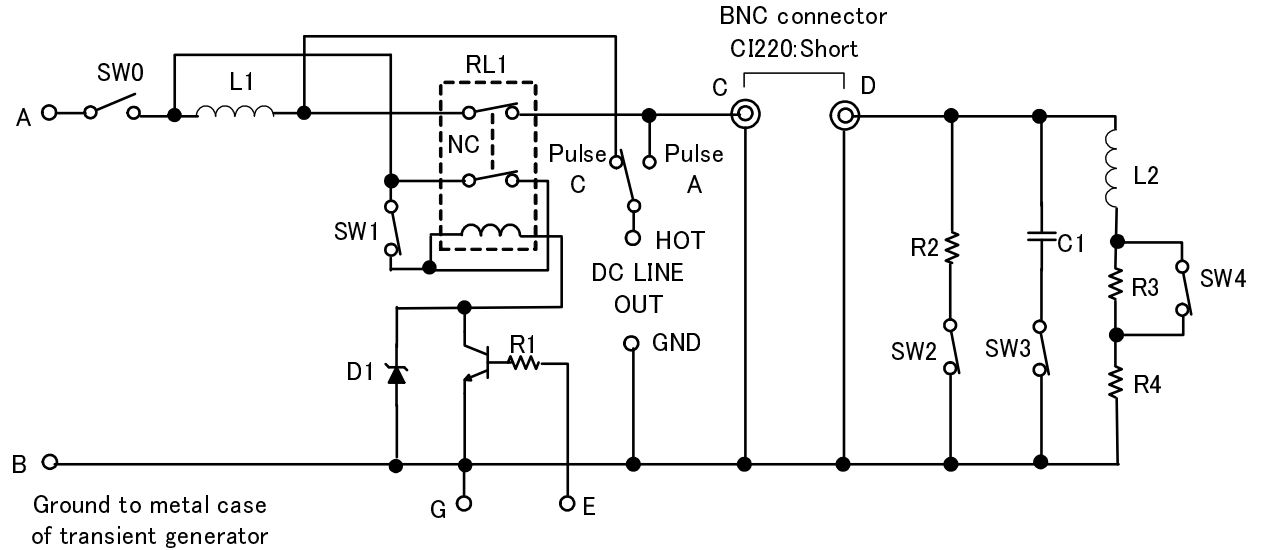 BNC connector
CI220:Short
SW0
L1
RL1
C
D
A
NC
Pulse
C
Pulse
A
L2
SW1
HOT
DC LINE
OUT
R2
C1
R3
SW4
GND
R1
D1
SW2
SW3
R4
B
Ground to metal case
of transient generator
G
E